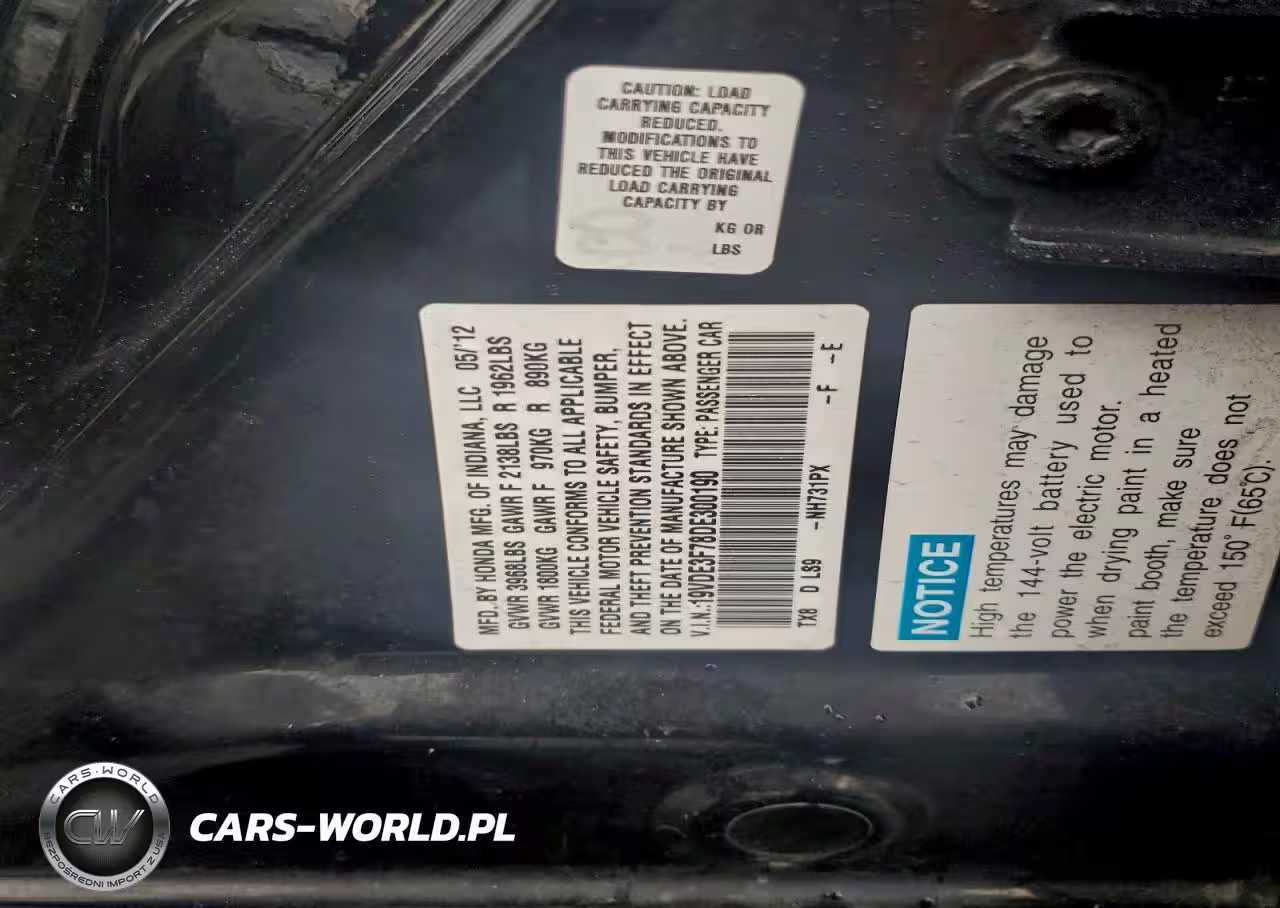 CAUTION: LOAD
CARRYING CAPACITY
REDUCED.
MODIFICATIONS TO
THIS VEHICLE HAVE
REDUCED THE ORIGINAL
LOAD CARRYING
CAPACITY BY
KG OR
LBS
MFD. BY HONDA MFG. OF INDIANA, LLC 05/'12
GVWR 3968LBS GAWR F 2138LBS R 1962LBS
GVWR 1800KG GAWR F 970KG R 890KG
THIS VEHICLE CONFORMS TO ALL APPLICABLE
FEDERAL MOTOR VEHICLE SAFETY, BUMPER,
AND THEFT PREVENTION STANDARDS IN EFFECT
ON THE DATE OF MANUFACTURE SHOWN ABOVE.
V.I.N.:19VDE3F78DE300190 TYPE: PASSENGER CAR
TX8 D LS9 -NH731PX -F -E
NOTICE
High temperatures may damage
the 144-volt battery used to
power the electric motor.
when drying paint in a heated
paint booth, make sure
the temperature does not
exceed 150° F(65°C).
CARS-WORLD
CW
BEZPOŚREDNI IMPORT Z USA
CARS-WORLD.PL